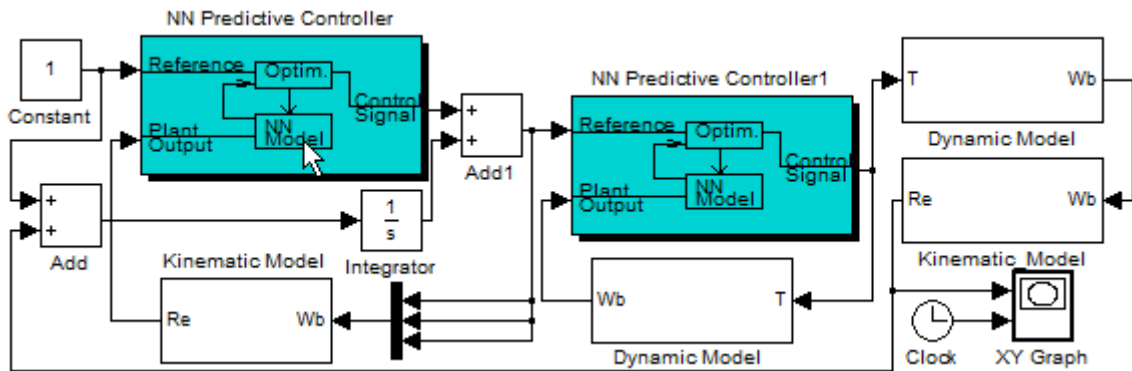 NN Predictive Controller
1
Constant
Reference
Optim.
NN
Model
Plant
Output
Control
Signal
+
+
Add1
NN Predictive Controller1
Reference
Optim.
NN
Model
Plant
Output
Control
Signal
T
Wb
Dynamic Model
Re
Wb
Kinematic_Model
+
+
Add
1
s
Integrator
Kinematic Model
Re
Wb
Wb
T
Dynamic Model
Clock
XY Graph